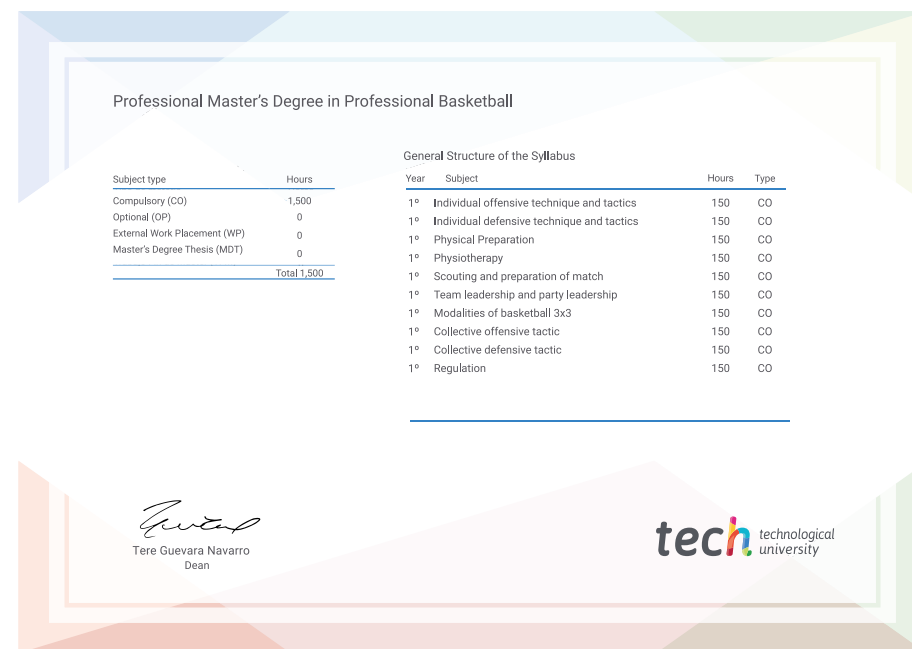 Professional Master's Degree in Professional Basketball
Subject type Hours
Compulsory (CO) 1,500
Optional (OP) 0
External Work Placement (WP) 0
Master's Degree Thesis (MDT) 0
Total 1,500
General Structure of the Syllabus
Year Subject Hours Type
1º Individual offensive technique and tactics 150 CO
1º Individual defensive technique and tactics 150 CO
1º Physical Preparation 150 CO
1º Physiotherapy 150 CO
1º Scouting and preparation of match 150 CO
1º Team leadership and party leadership 150 CO
1º Modalities of basketball 3x3 150 CO
1º Collective offensive tactic 150 CO
1º Collective defensive tactic 150 CO
1º Regulation 150 CO
Tere Guevara Navarro
Dean
tech technological
university